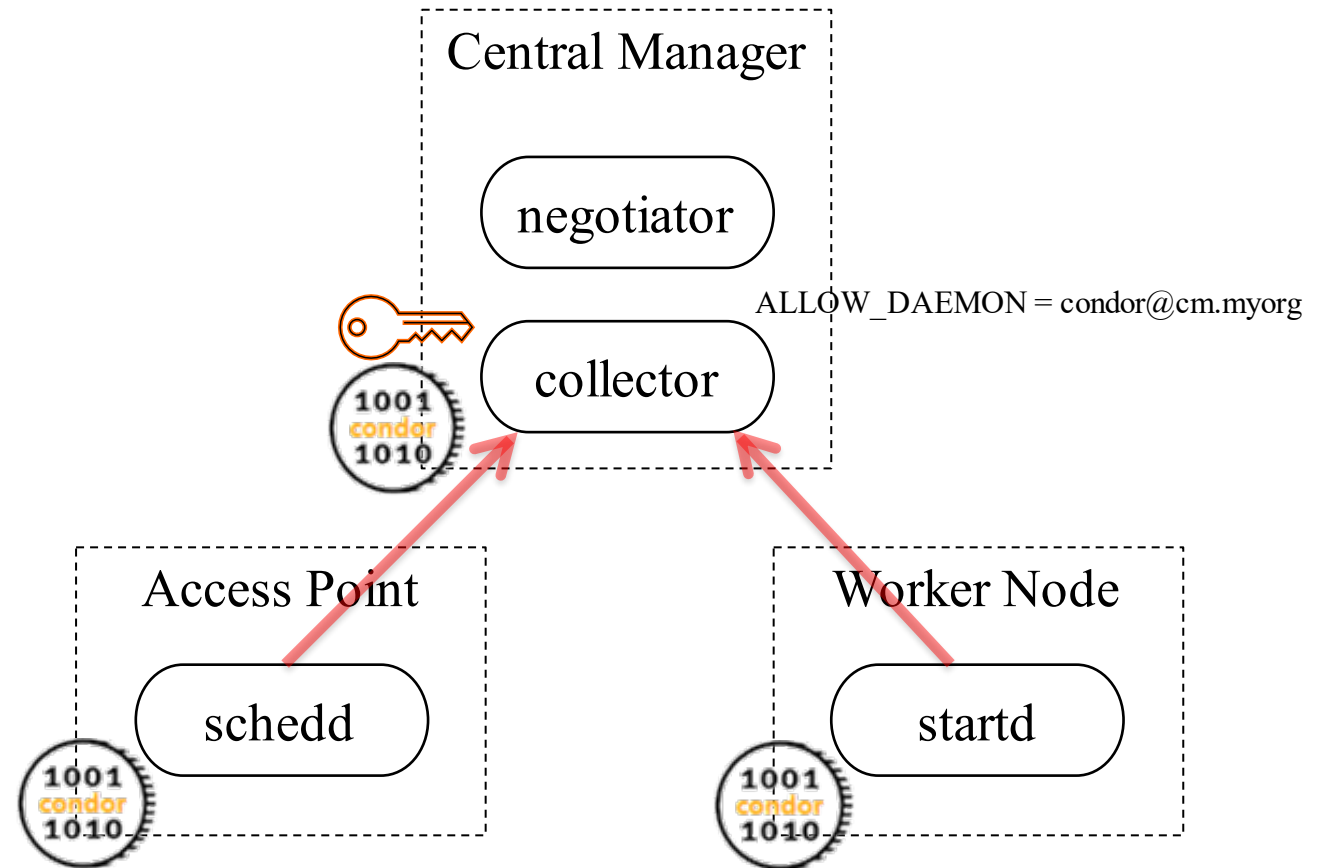 Central Manager
negotiator
ALLOW_DAEMON = condor@cm.myorg
collector
1001
condor
1010
Access Point
Worker Node
schedd
startd
1001
condor
1010
1001
condor
1010